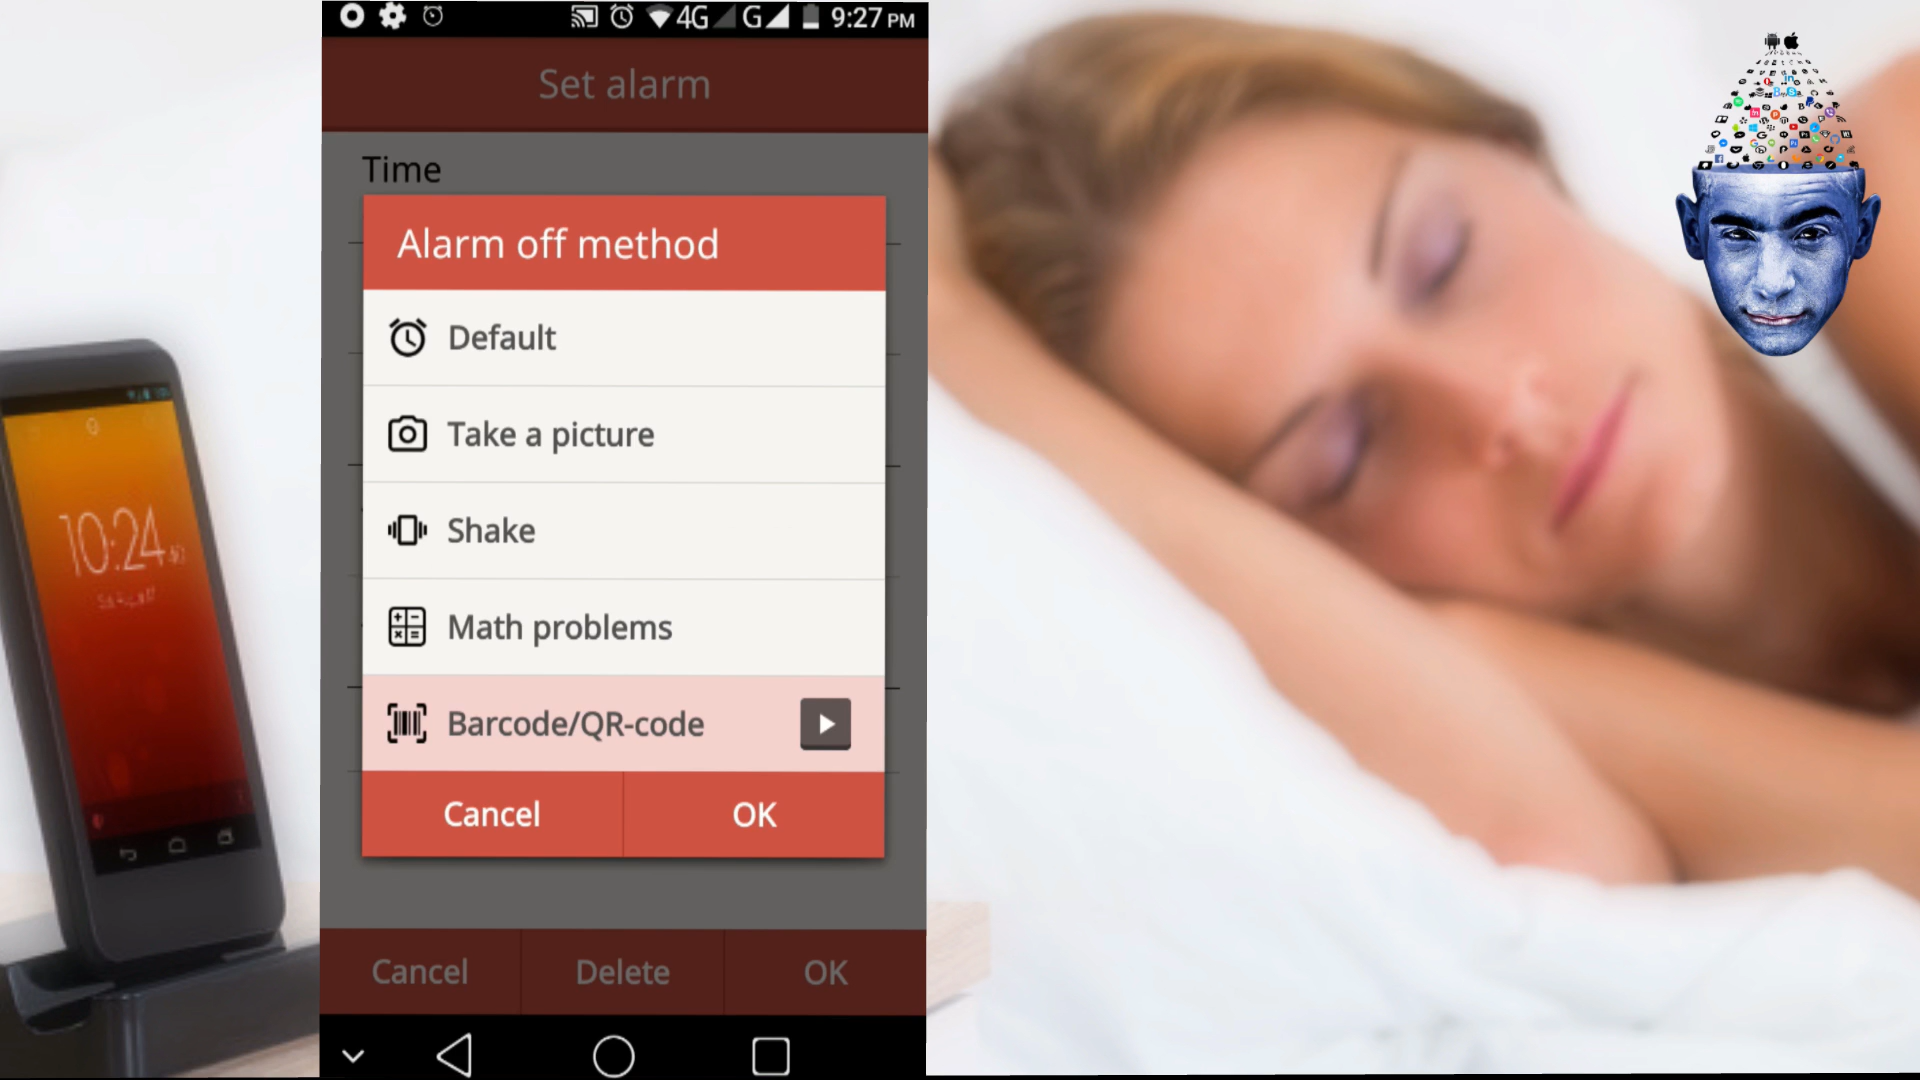 4G G 9:27 PM
Set alarm
Time
Alarm off method
Default
Take a picture
Shake
Math problems
Barcode/QR-code
Cancel OK
Cancel Delete OK
10:24